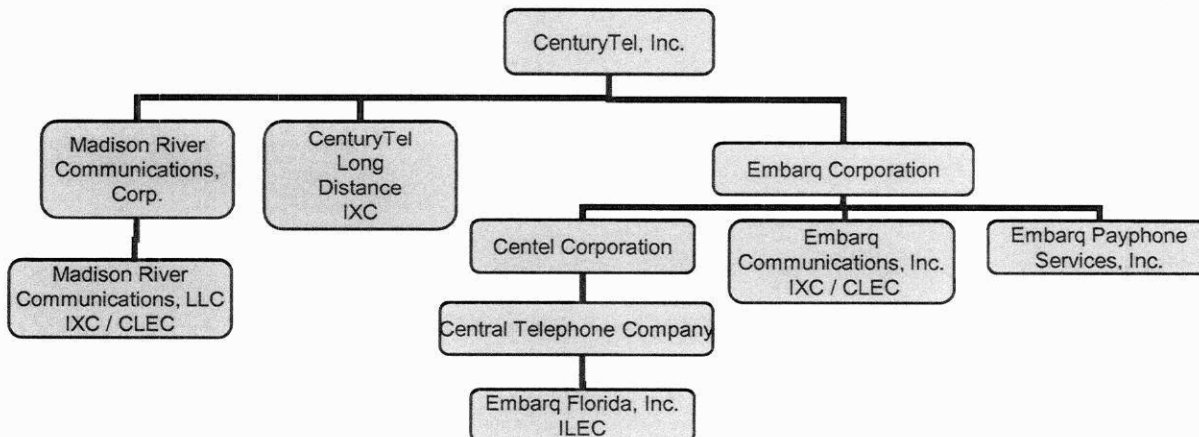 CenturyTel, Inc.
Madison River
Communications,
Corp.
CenturyTel
Long
Distance
IXC
Embarq Corporation
Centel Corporation
Embarq
Communications, Inc.
IXC / CLEC
Embarq Payphone
Services, Inc.
Madison River
Communications, LLC
IXC / CLEC
Central Telephone Company
Embarq Florida, Inc.
ILEC